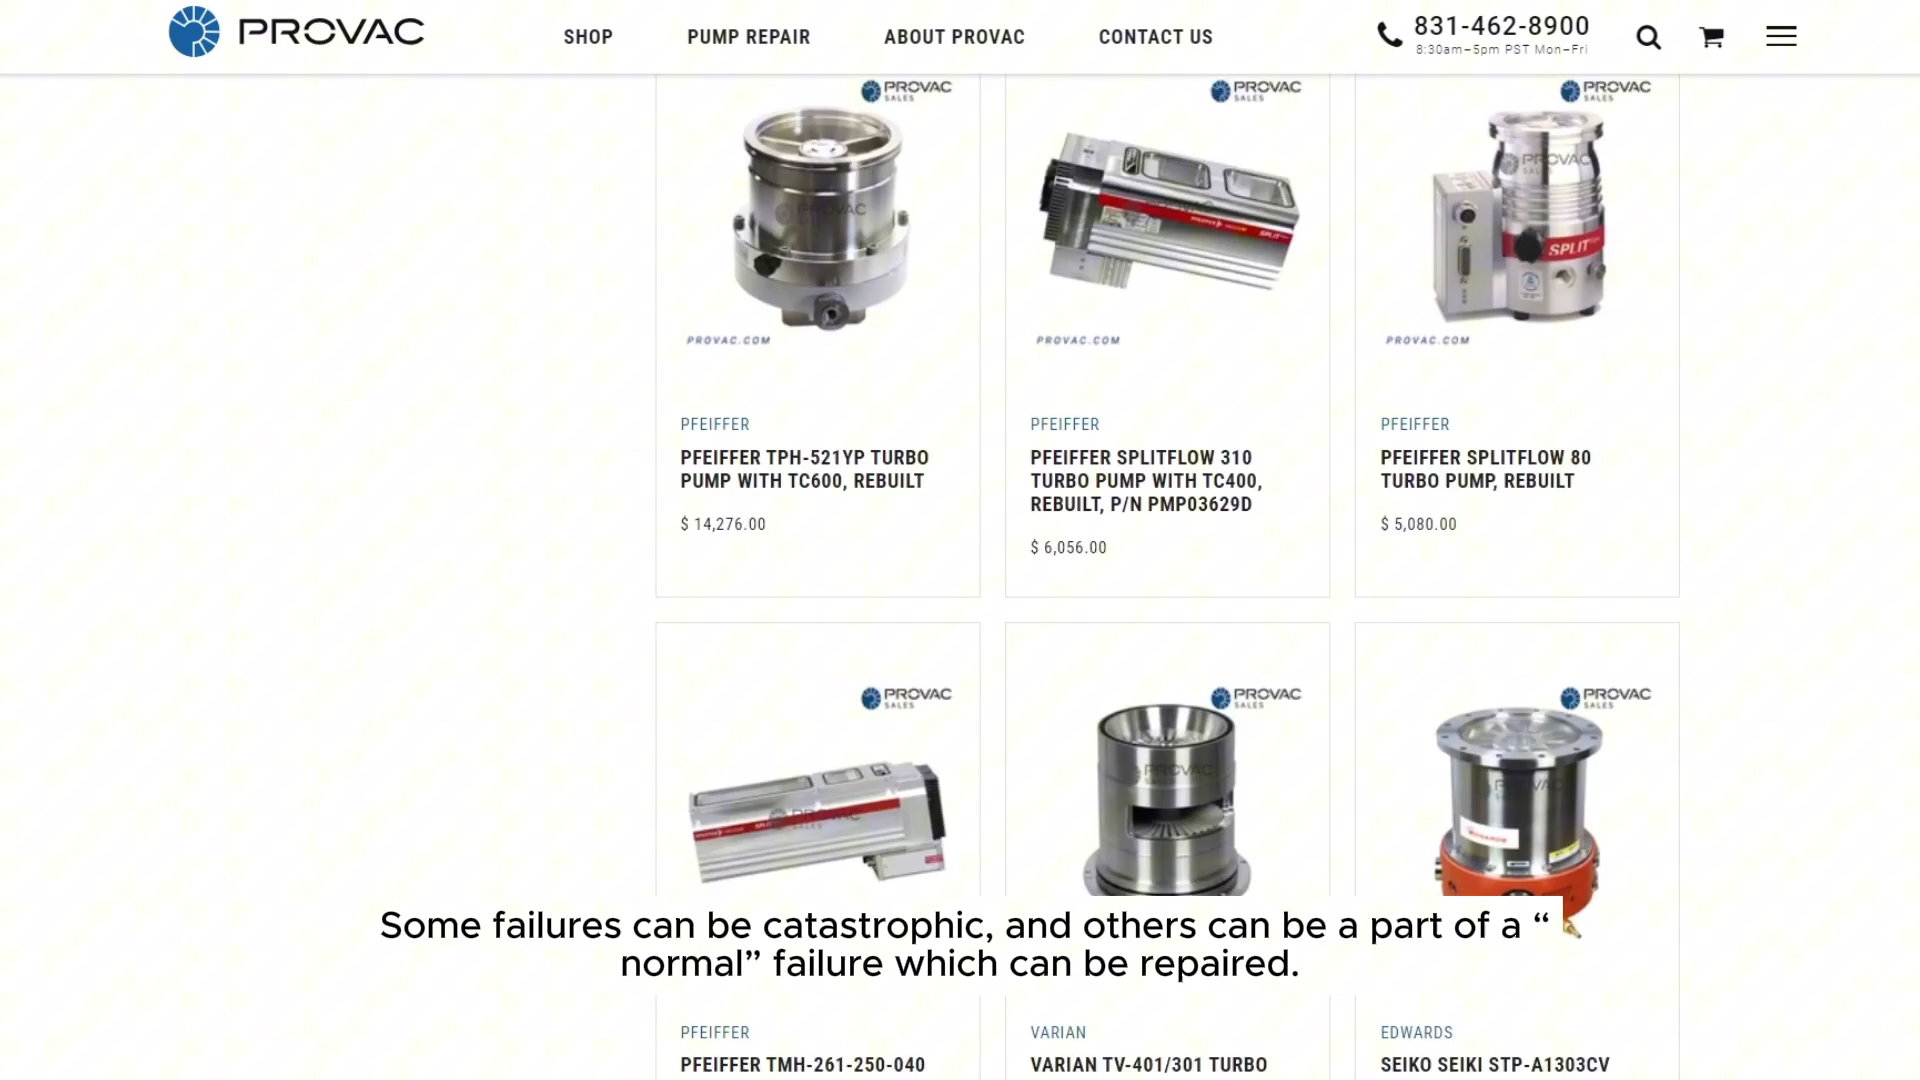 PROVAC
SHOP
PUMP REPAIR
ABOUT PROVAC
CONTACT US
831-462-8900
8:30am–5pm PST Mon–Fri
PROVAC
SALES
PROVAC
SALES
PROVAC
SALES
PROVAC
SPLIT
PROVAC.COM
PROVAC.COM
PROVAC.COM
PFEIFFER
PFEIFFER TPH-521YP TURBO
PUMP WITH TC600, REBUILT
$ 14,276.00
PFEIFFER
PFEIFFER SPLITFLOW 310
TURBO PUMP WITH TC400,
REBUILT, P/N PMP03629D
$ 6,056.00
PFEIFFER
PFEIFFER SPLITFLOW 80
TURBO PUMP, REBUILT
$ 5,080.00
PROVAC
SALES
PROVAC
SALES
PROVAC
SALES
PROVAC
SALES
PROVAC
Some failures can be catastrophic, and others can be a part of a “
normal” failure which can be repaired.
PFEIFFER
PFEIFFER TMH-261-250-040
VARIAN
VARIAN TV-401/301 TURBO
EDWARDS
SEIKO SEIKI STP-A1303CV